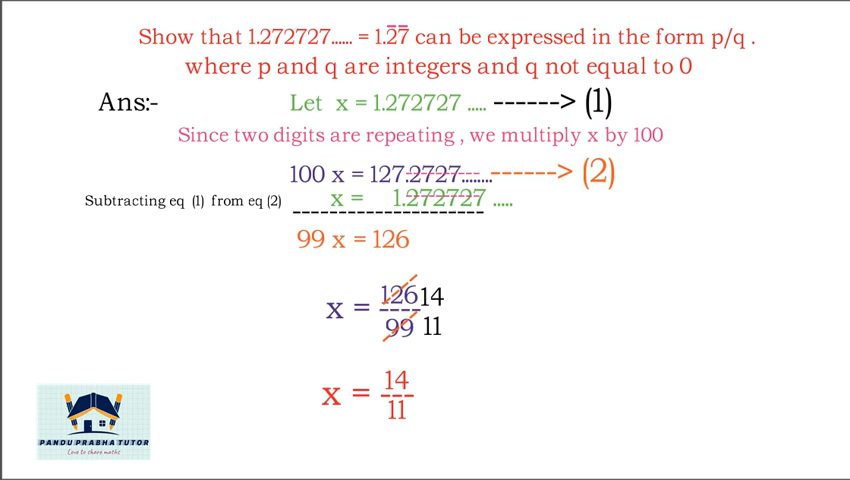 Show that 1.272727...... = 1.2̅7̅ can be expressed in the form p/q .
where p and q are integers and q not equal to 0
Ans:- Let x = 1.272727 ..... ------> (1)
Since two digits are repeating , we multiply x by 100
100 x = 127.2727........------> (2)
Subtracting eq (1) from eq (2) x = 1.272727 .....
99 x = 126
x = 126/99 14/11
x = 14/11
PANDU PRABHA TUTOR
Love to share maths